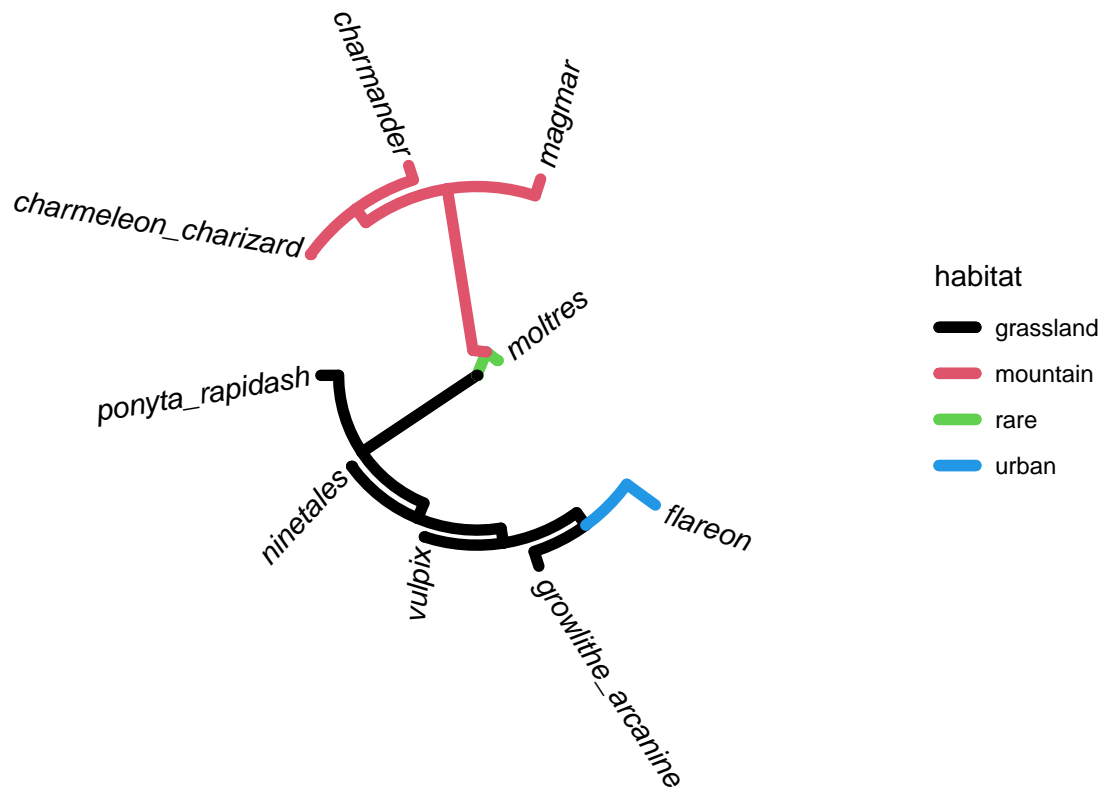 charmander
magmar
charmeleon_charizard
moltres
ponyta_rapidash
ninetales
vulpix
growlithe_arcanine
flareon
habitat
grassland
mountain
rare
urban